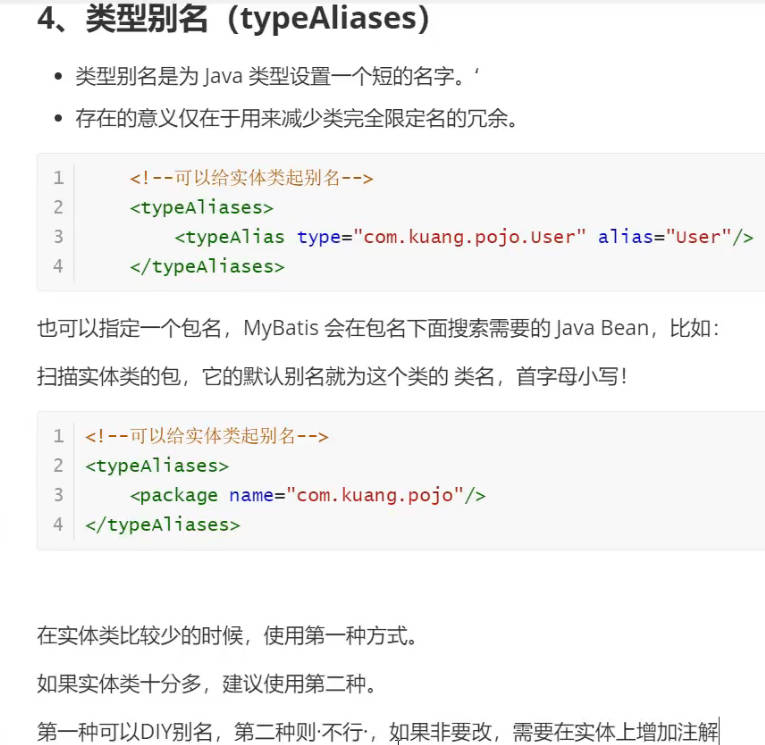 4、类型别名（typeAliases）
• 类型别名是为 Java 类型设置一个短的名字。‘
• 存在的意义仅在于用来减少类完全限定名的冗余。
1 <!--可以给实体类起别名-->
2 <typeAliases>
3 <typeAlias type="com.kuang.pojo.User" alias="User"/>
4 </typeAliases>
也可以指定一个包名，MyBatis 会在包名下面搜索需要的 Java Bean，比如：
扫描实体类的包，它的默认别名就为这个类的 类名，首字母小写！
1 <!--可以给实体类起别名-->
2 <typeAliases>
3 <package name="com.kuang.pojo"/>
4 </typeAliases>
在实体类比较少的时候，使用第一种方式。
如果实体类十分多，建议使用第二种。
第一种可以DIY别名，第二种则·不行·，如果非要改，需要在实体上增加注解